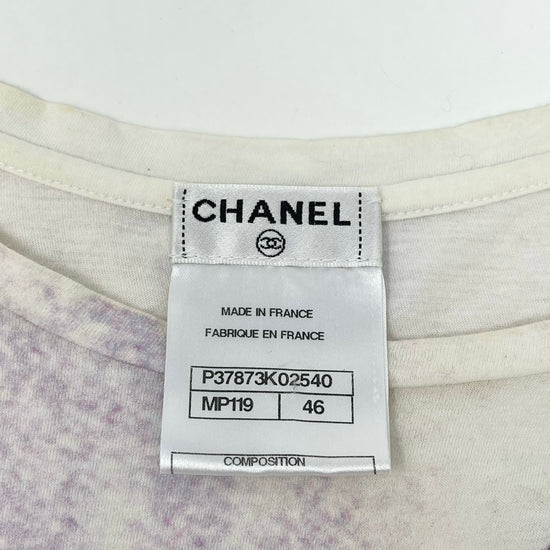 CHANEL
MADE IN FRANCE
FABRIQUE EN FRANCE
P37873K02540
MP119 46
COMPOSITION